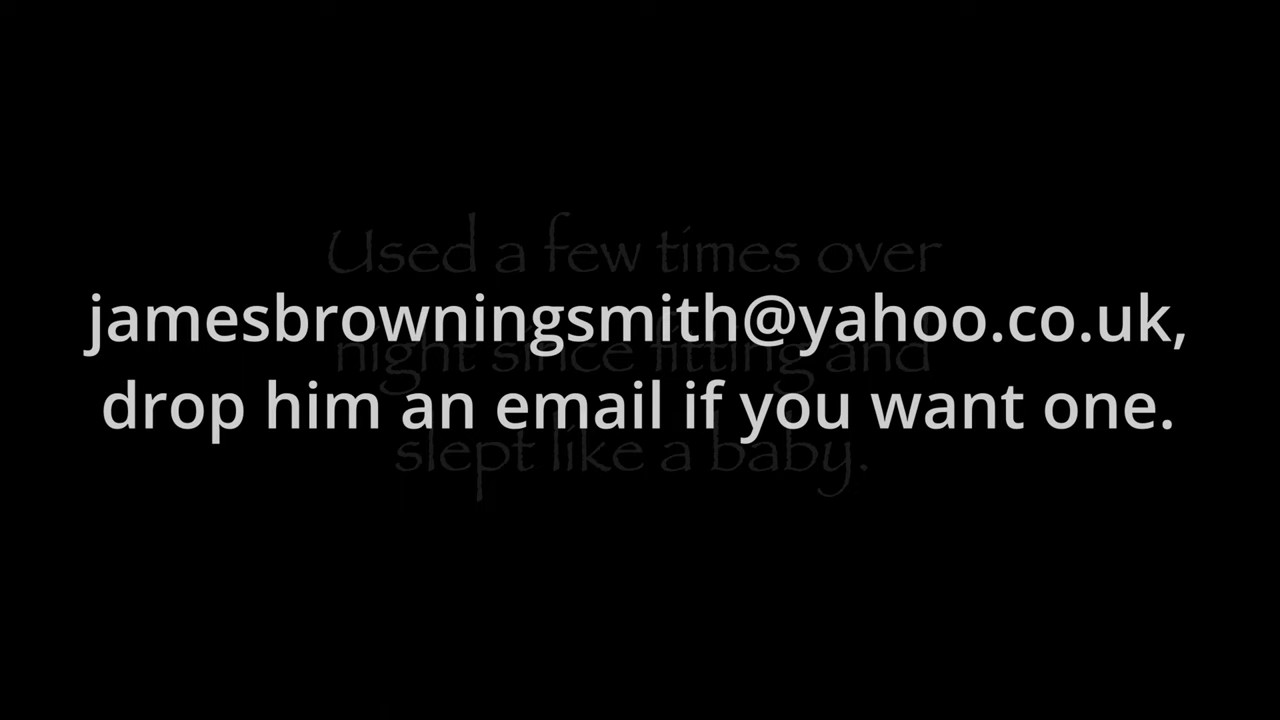 Used a few times over
jamesbrowningsmith@yahoo.co.uk,
night since fitting and
drop him an email if you want one.
slept like a baby.